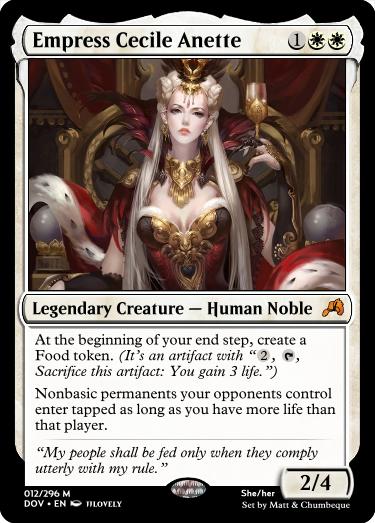 Empress Cecile Anette 1
Legendary Creature — Human Noble
At the beginning of your end step, create a
Food token. (It's an artifact with “2, ,
Sacrifice this artifact: You gain 3 life.”)
Nonbasic permanents your opponents control
enter tapped as long as you have more life than
that player.
“My people shall be fed only when they comply
utterly with my rule.”
2/4
012/296 M
DOV • EN
She/her
Set by Matt & Chumbeque